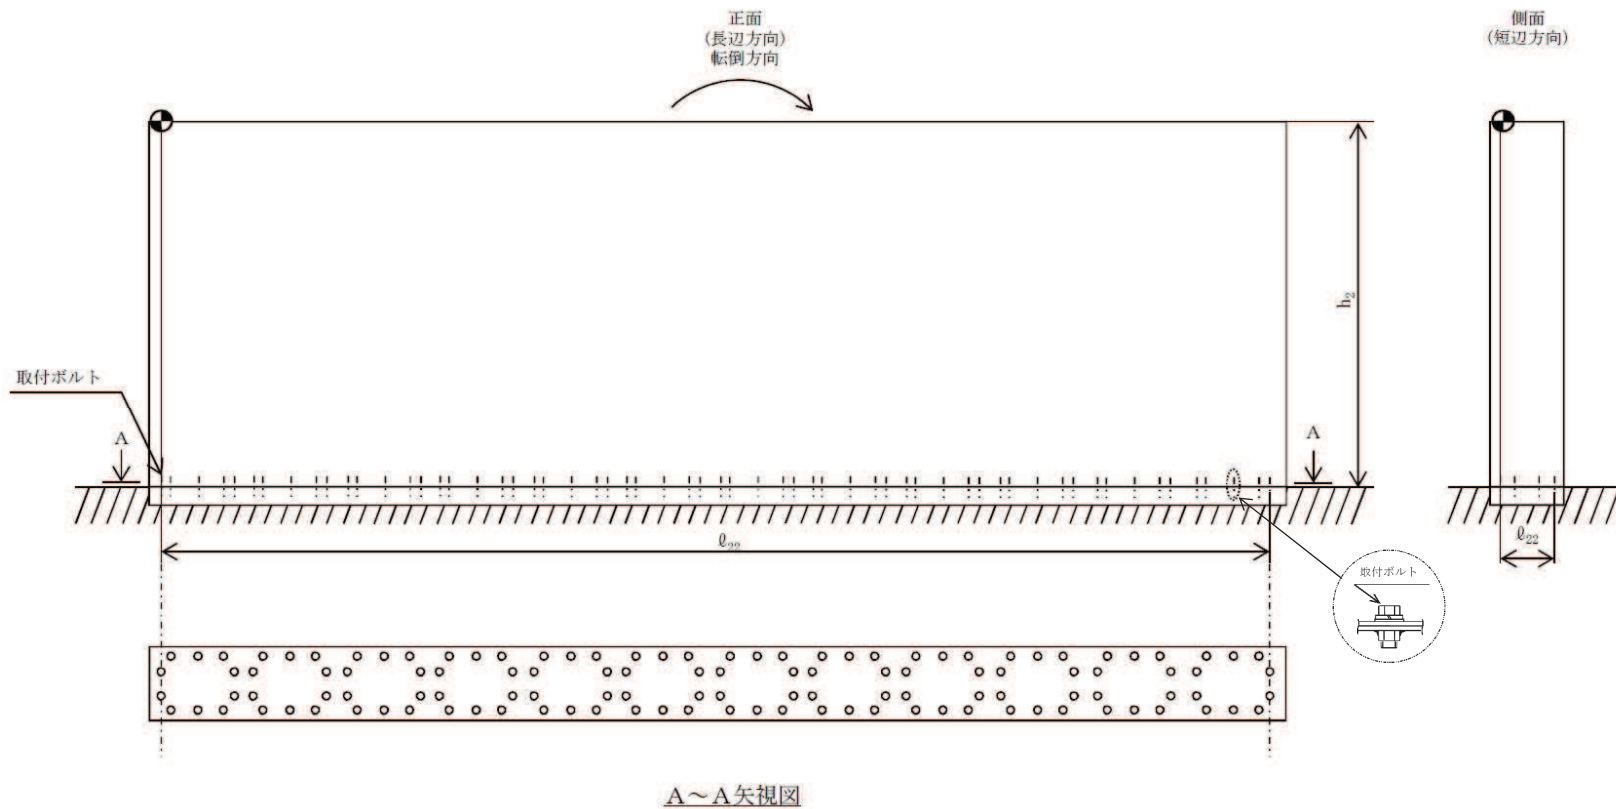 正面
(長辺方向)
転倒方向
側面
(短辺方向)
h₂
取付ボルト
A
A
ℓ₂₂
ℓ₂₂
取付ボルト
A～A矢視図